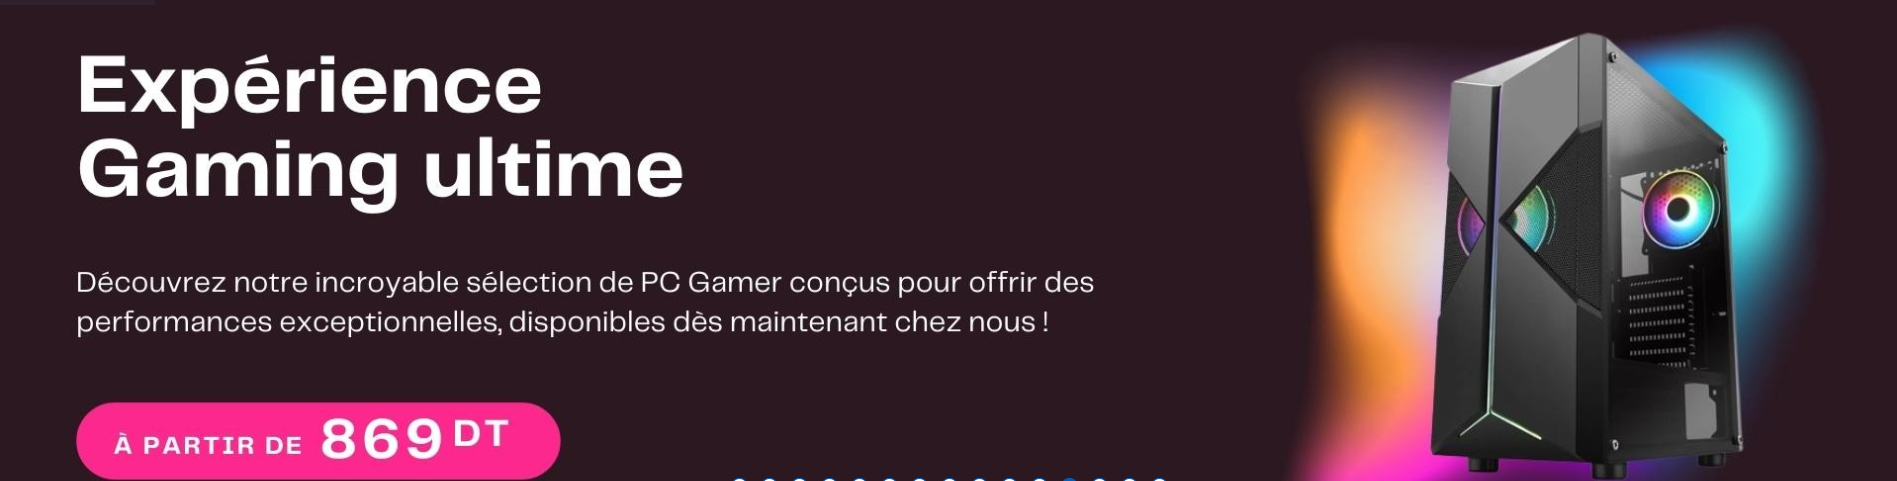 Expérience
Gaming ultime
Découvrez notre incroyable sélection de PC Gamer conçus pour offrir des
performances exceptionnelles, disponibles dès maintenant chez nous !
À PARTIR DE 869 DT